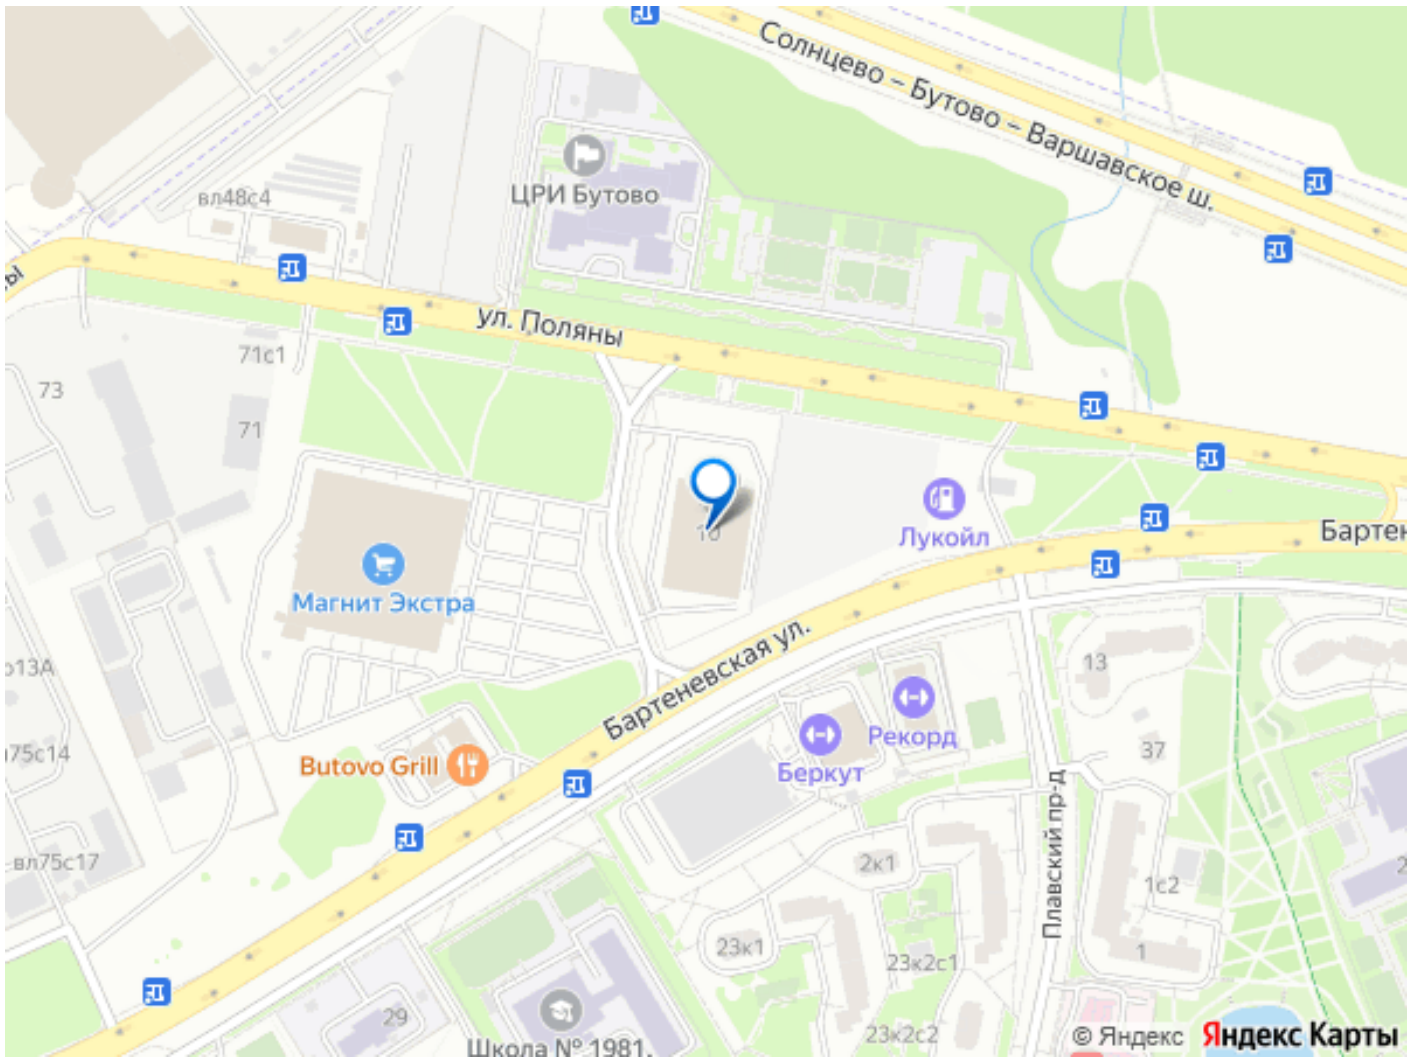 Солнцево – Бутово – Варшавское ш.
ЦРИ Бутово
вл48с4
ул. Поляны
71с1
73
71
10
Лукойл
Бартен
Магнит Экстра
Бартеневская ул.
13
Рекорд
Беркут
37
Butovo Grill
Плавский пр-д
вл75с17
2к1
1с2
23к1
23к2с1
1
29
23к2с2
Школа № 1981,
© Яндекс
Яндекс Карты